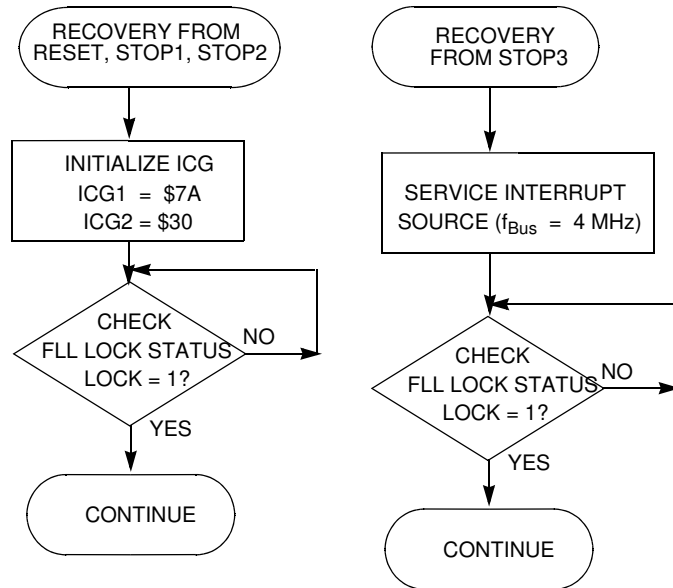 RECOVERY FROM
RESET, STOP1, STOP2
INITIALIZE ICG
ICG1 = $7A
ICG2 = $30
CHECK
FLL LOCK STATUS
LOCK = 1?
NO
YES
CONTINUE
RECOVERY
FROM STOP3
SERVICE INTERRUPT
SOURCE (fBus = 4 MHz)
CHECK
FLL LOCK STATUS
LOCK = 1?
NO
YES
CONTINUE